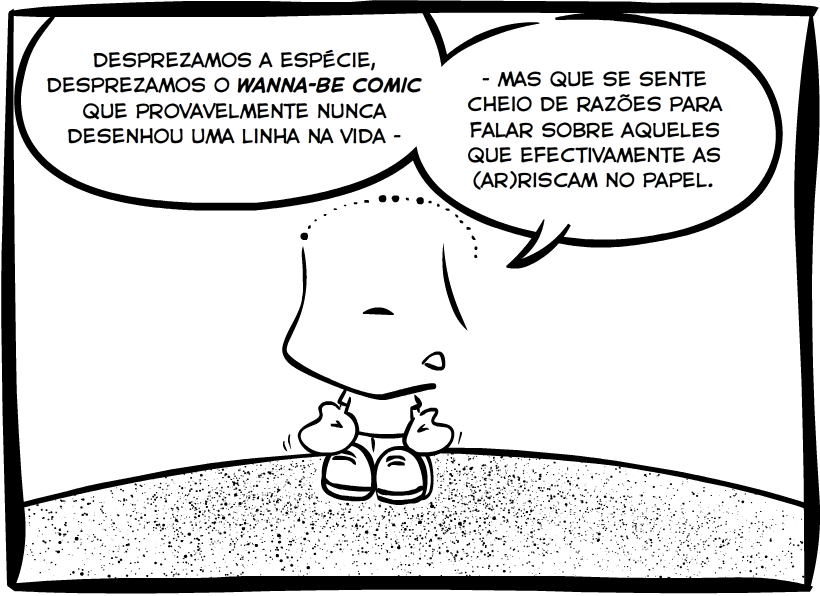 DESPREZAMOS A ESPÉCIE,
DESPREZAMOS O WANNA-BE COMIC
QUE PROVAVELMENTE NUNCA
DESENHOU UMA LINHA NA VIDA -
- MAS QUE SE SENTE
CHEIO DE RAZÕES PARA
FALAR SOBRE AQUELES
QUE EFECTIVAMENTE AS
(AR)RISCAM NO PAPEL.